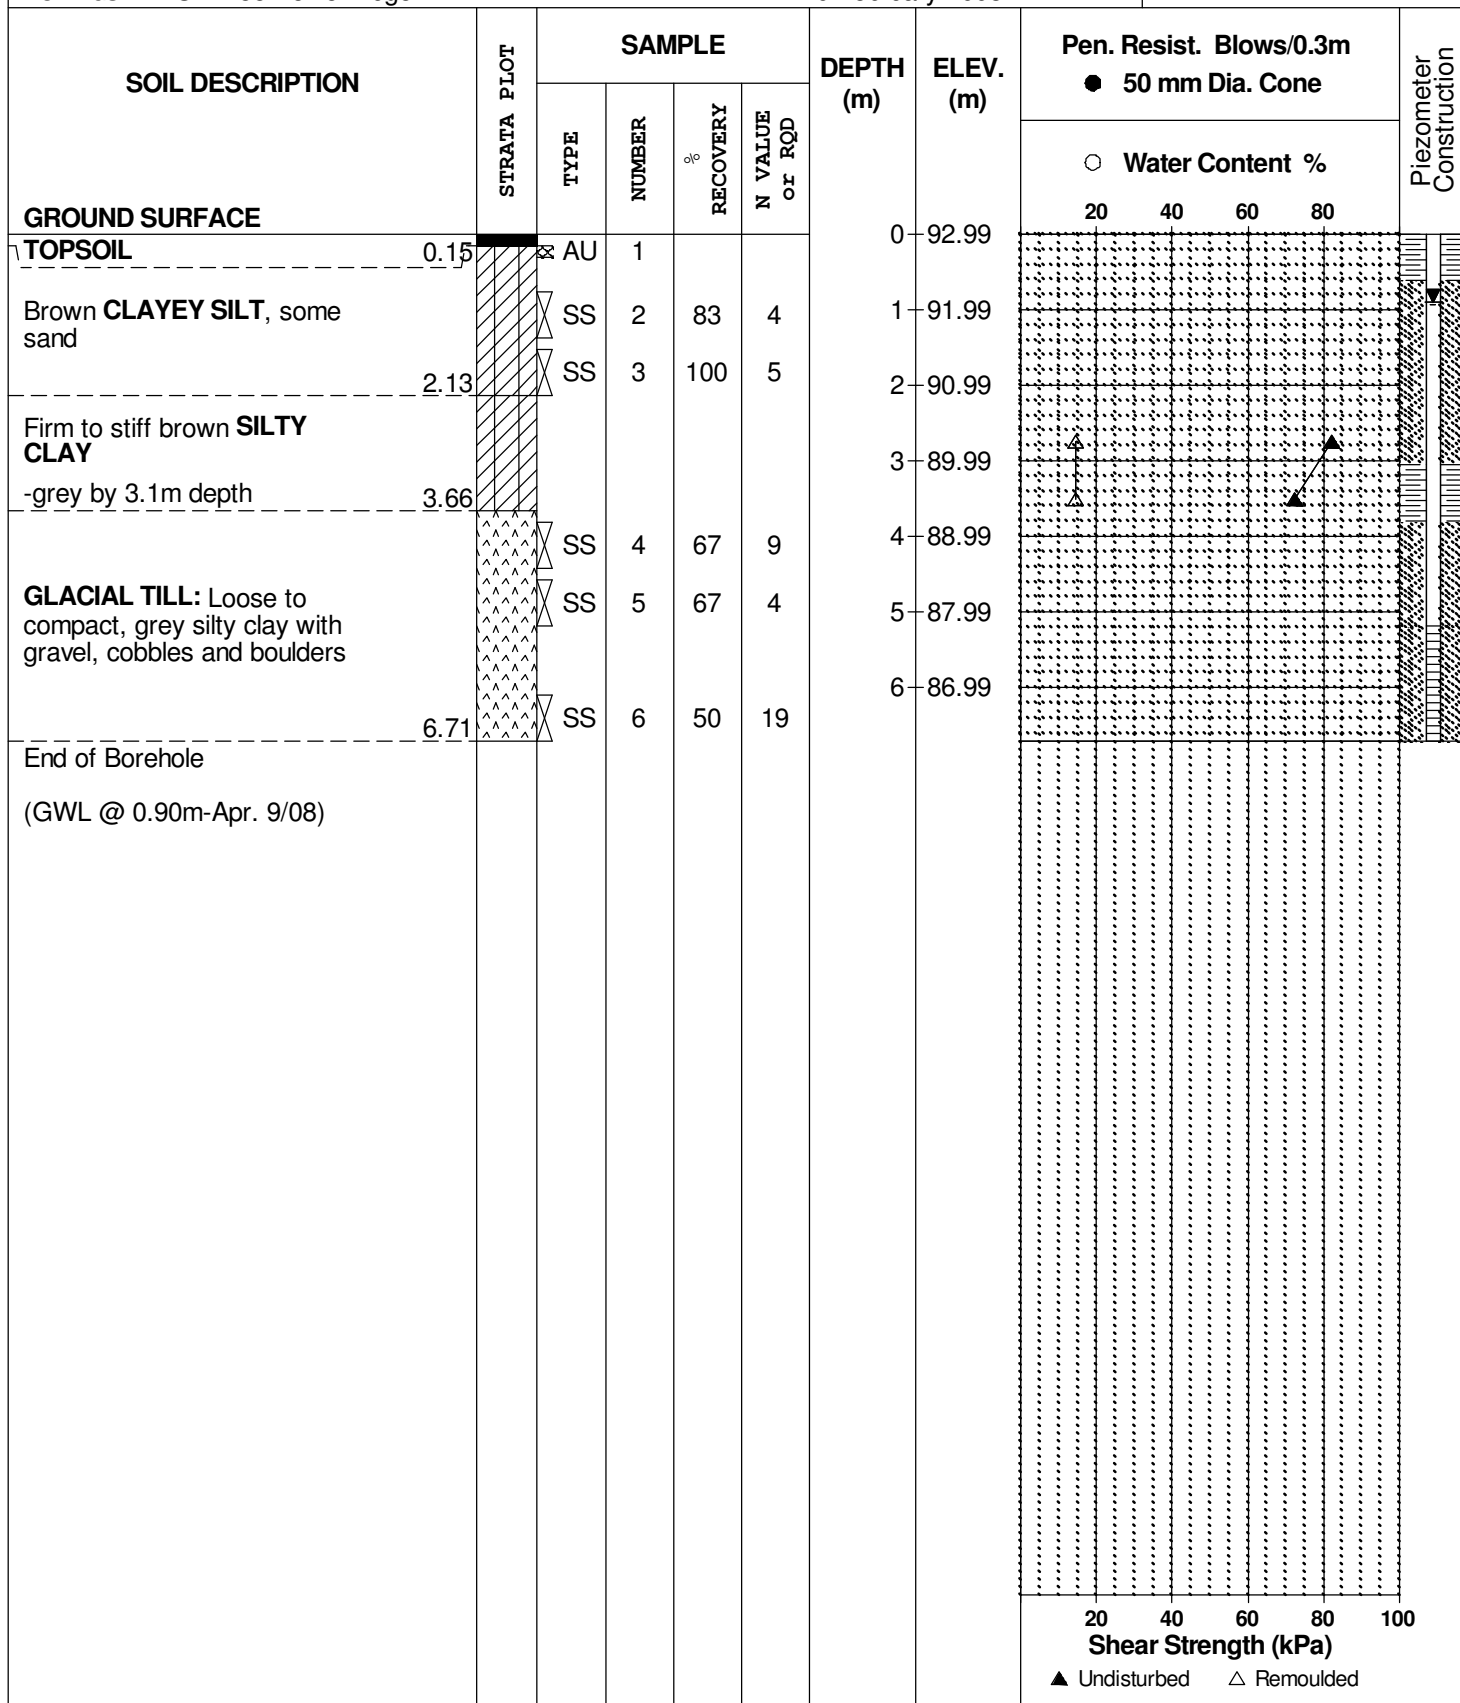 SOIL DESCRIPTION
STRATA PLOT
SAMPLE
TYPE
NUMBER
% RECOVERY
N VALUE or RQD
DEPTH (m)
ELEV. (m)
Pen. Resist. Blows/0.3m
● 50 mm Dia. Cone
○ Water Content %
20 40 60 80
Piezometer Construction
GROUND SURFACE
0 92.99
TOPSOIL 0.15
AU 1
Brown CLAYEY SILT, some
sand
SS 2 83 4
1 91.99
SS 3 100 5
2.13
2 90.99
Firm to stiff brown SILTY
CLAY
3 89.99
-grey by 3.1m depth 3.66
SS 4 67 9
4 88.99
GLACIAL TILL: Loose to
compact, grey silty clay with
gravel, cobbles and boulders
SS 5 67 4
5 87.99
6 86.99
SS 6 50 19
6.71
End of Borehole
(GWL @ 0.90m-Apr. 9/08)
20 40 60 80 100
Shear Strength (kPa)
▲ Undisturbed △ Remoulded